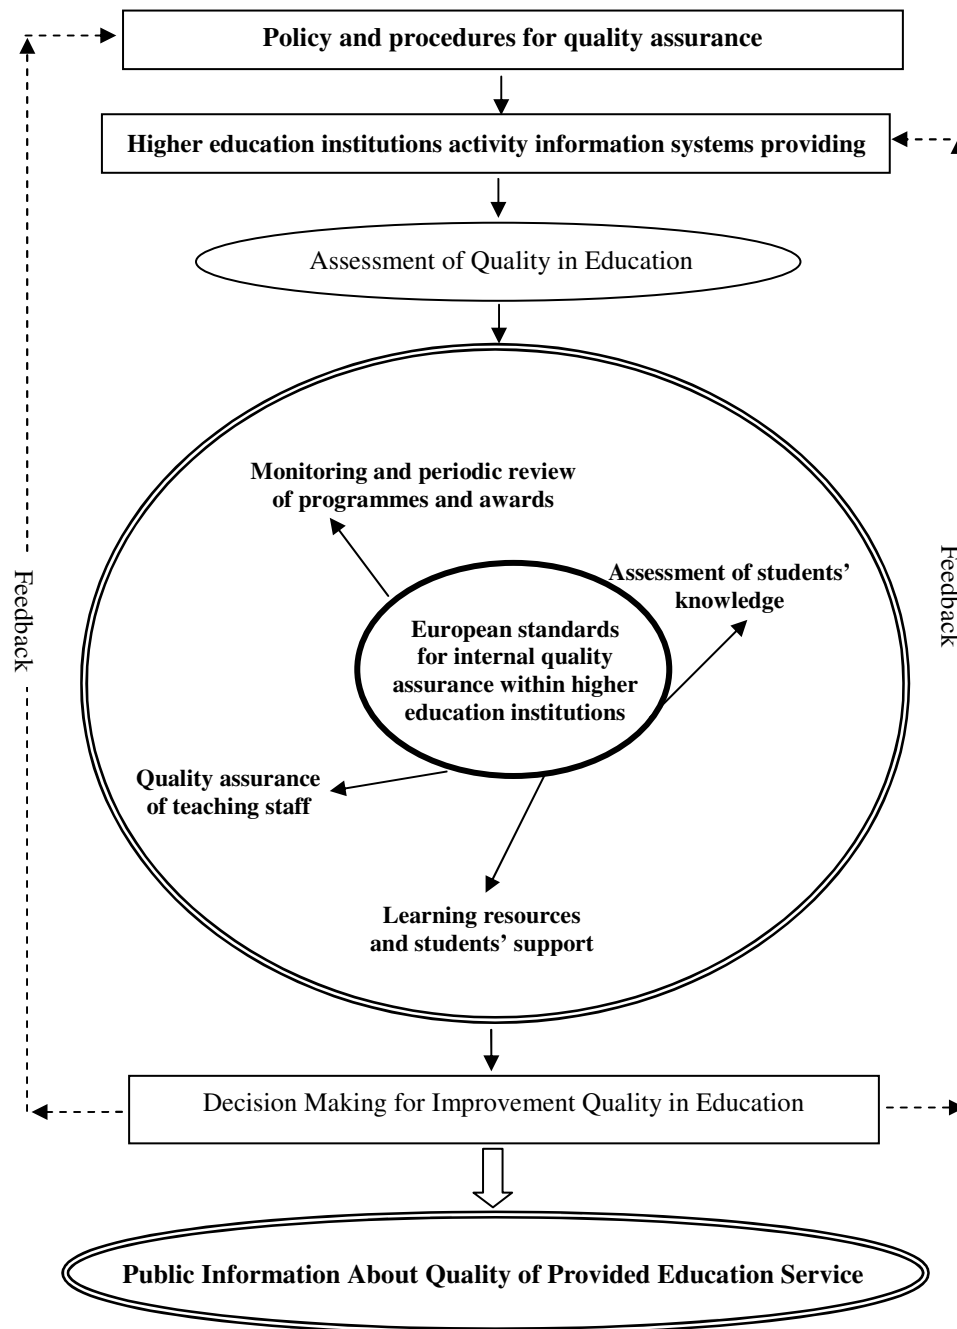 Policy and procedures for quality assurance
Higher education institutions activity information systems providing
Assessment of Quality in Education
Monitoring and periodic review
of programmes and awards
Assessment of students’
knowledge
European standards
for internal quality
assurance within higher
education institutions
Quality assurance
of teaching staff
Learning resources
and students’ support
Feedback
Feedback
Decision Making for Improvement Quality in Education
Public Information About Quality of Provided Education Service